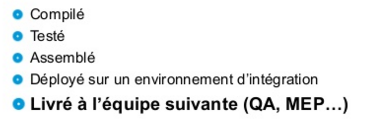 Compilé
Testé
Assemblé
Déployé sur un environnement d’intégration
Livré à l’équipe suivante (QA, MEP…)